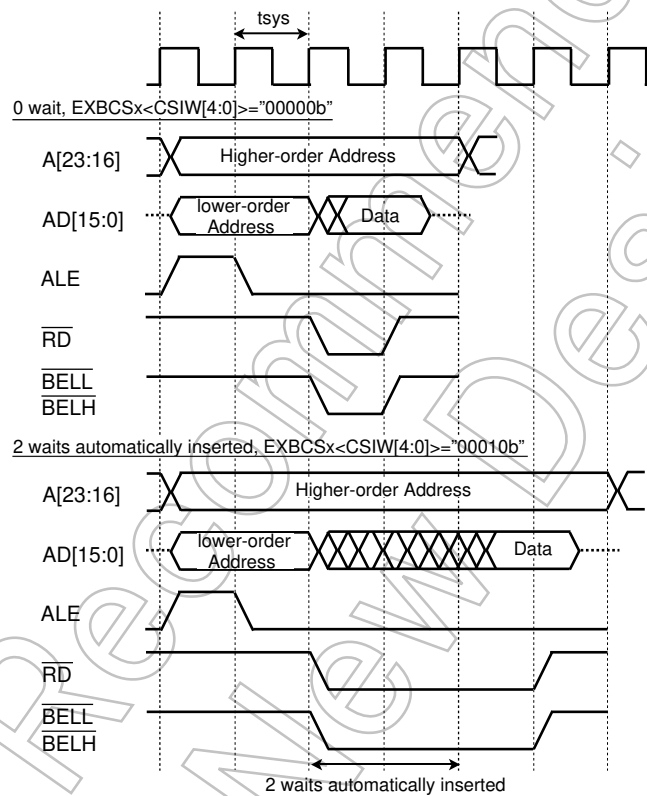 tsys
0 wait, EXBCSx<CSIW[4:0]>="00000b"
A[23:16]
Higher-order Address
AD[15:0]
lower-order
Address
Data
ALE
RD
BELL
BELH
2 waits automatically inserted, EXBCSx<CSIW[4:0]>="00010b"
A[23:16]
Higher-order Address
AD[15:0]
lower-order
Address
Data
ALE
RD
BELL
BELH
2 waits automatically inserted